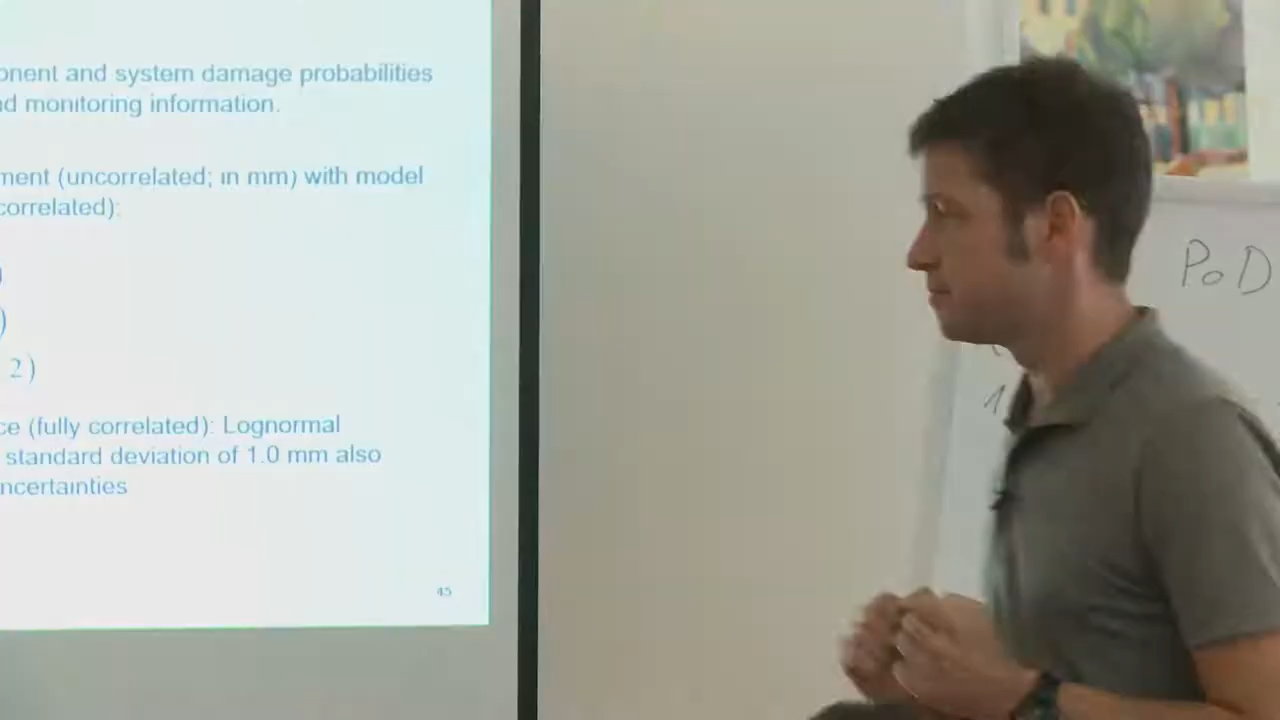 onent and system damage probabilities
nd monitoring information.
ment (uncorrelated; in mm) with model
correlated):
)
2)
ce (fully correlated): Lognormal
standard deviation of 1.0 mm also
ncertainties
45
PoD
1